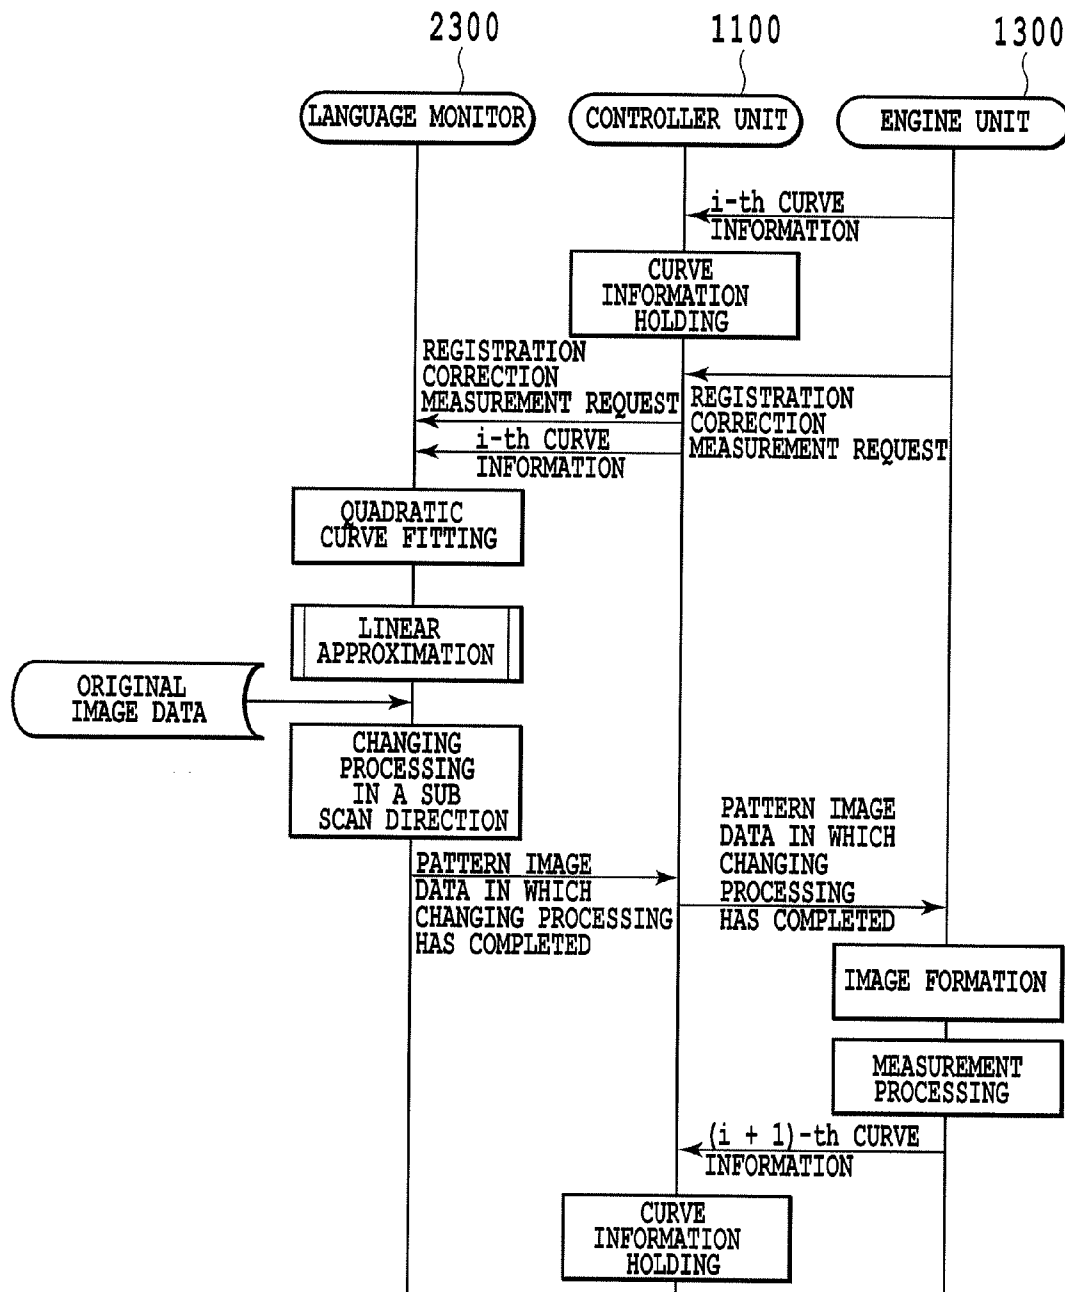 2300
1100
1300
LANGUAGE MONITOR
CONTROLLER UNIT
ENGINE UNIT
i-th CURVE
INFORMATION
CURVE
INFORMATION
HOLDING
REGISTRATION
CORRECTION
MEASUREMENT REQUEST
REGISTRATION
CORRECTION
MEASUREMENT REQUEST
i-th CURVE
INFORMATION
QUADRATIC
CURVE FITTING
LINEAR
APPROXIMATION
ORIGINAL
IMAGE DATA
CHANGING
PROCESSING
IN A SUB
SCAN DIRECTION
PATTERN IMAGE
DATA IN WHICH
CHANGING PROCESSING
HAS COMPLETED
PATTERN IMAGE
DATA IN WHICH
CHANGING
PROCESSING
HAS COMPLETED
IMAGE FORMATION
MEASUREMENT
PROCESSING
(i + 1)-th CURVE
INFORMATION
CURVE
INFORMATION
HOLDING